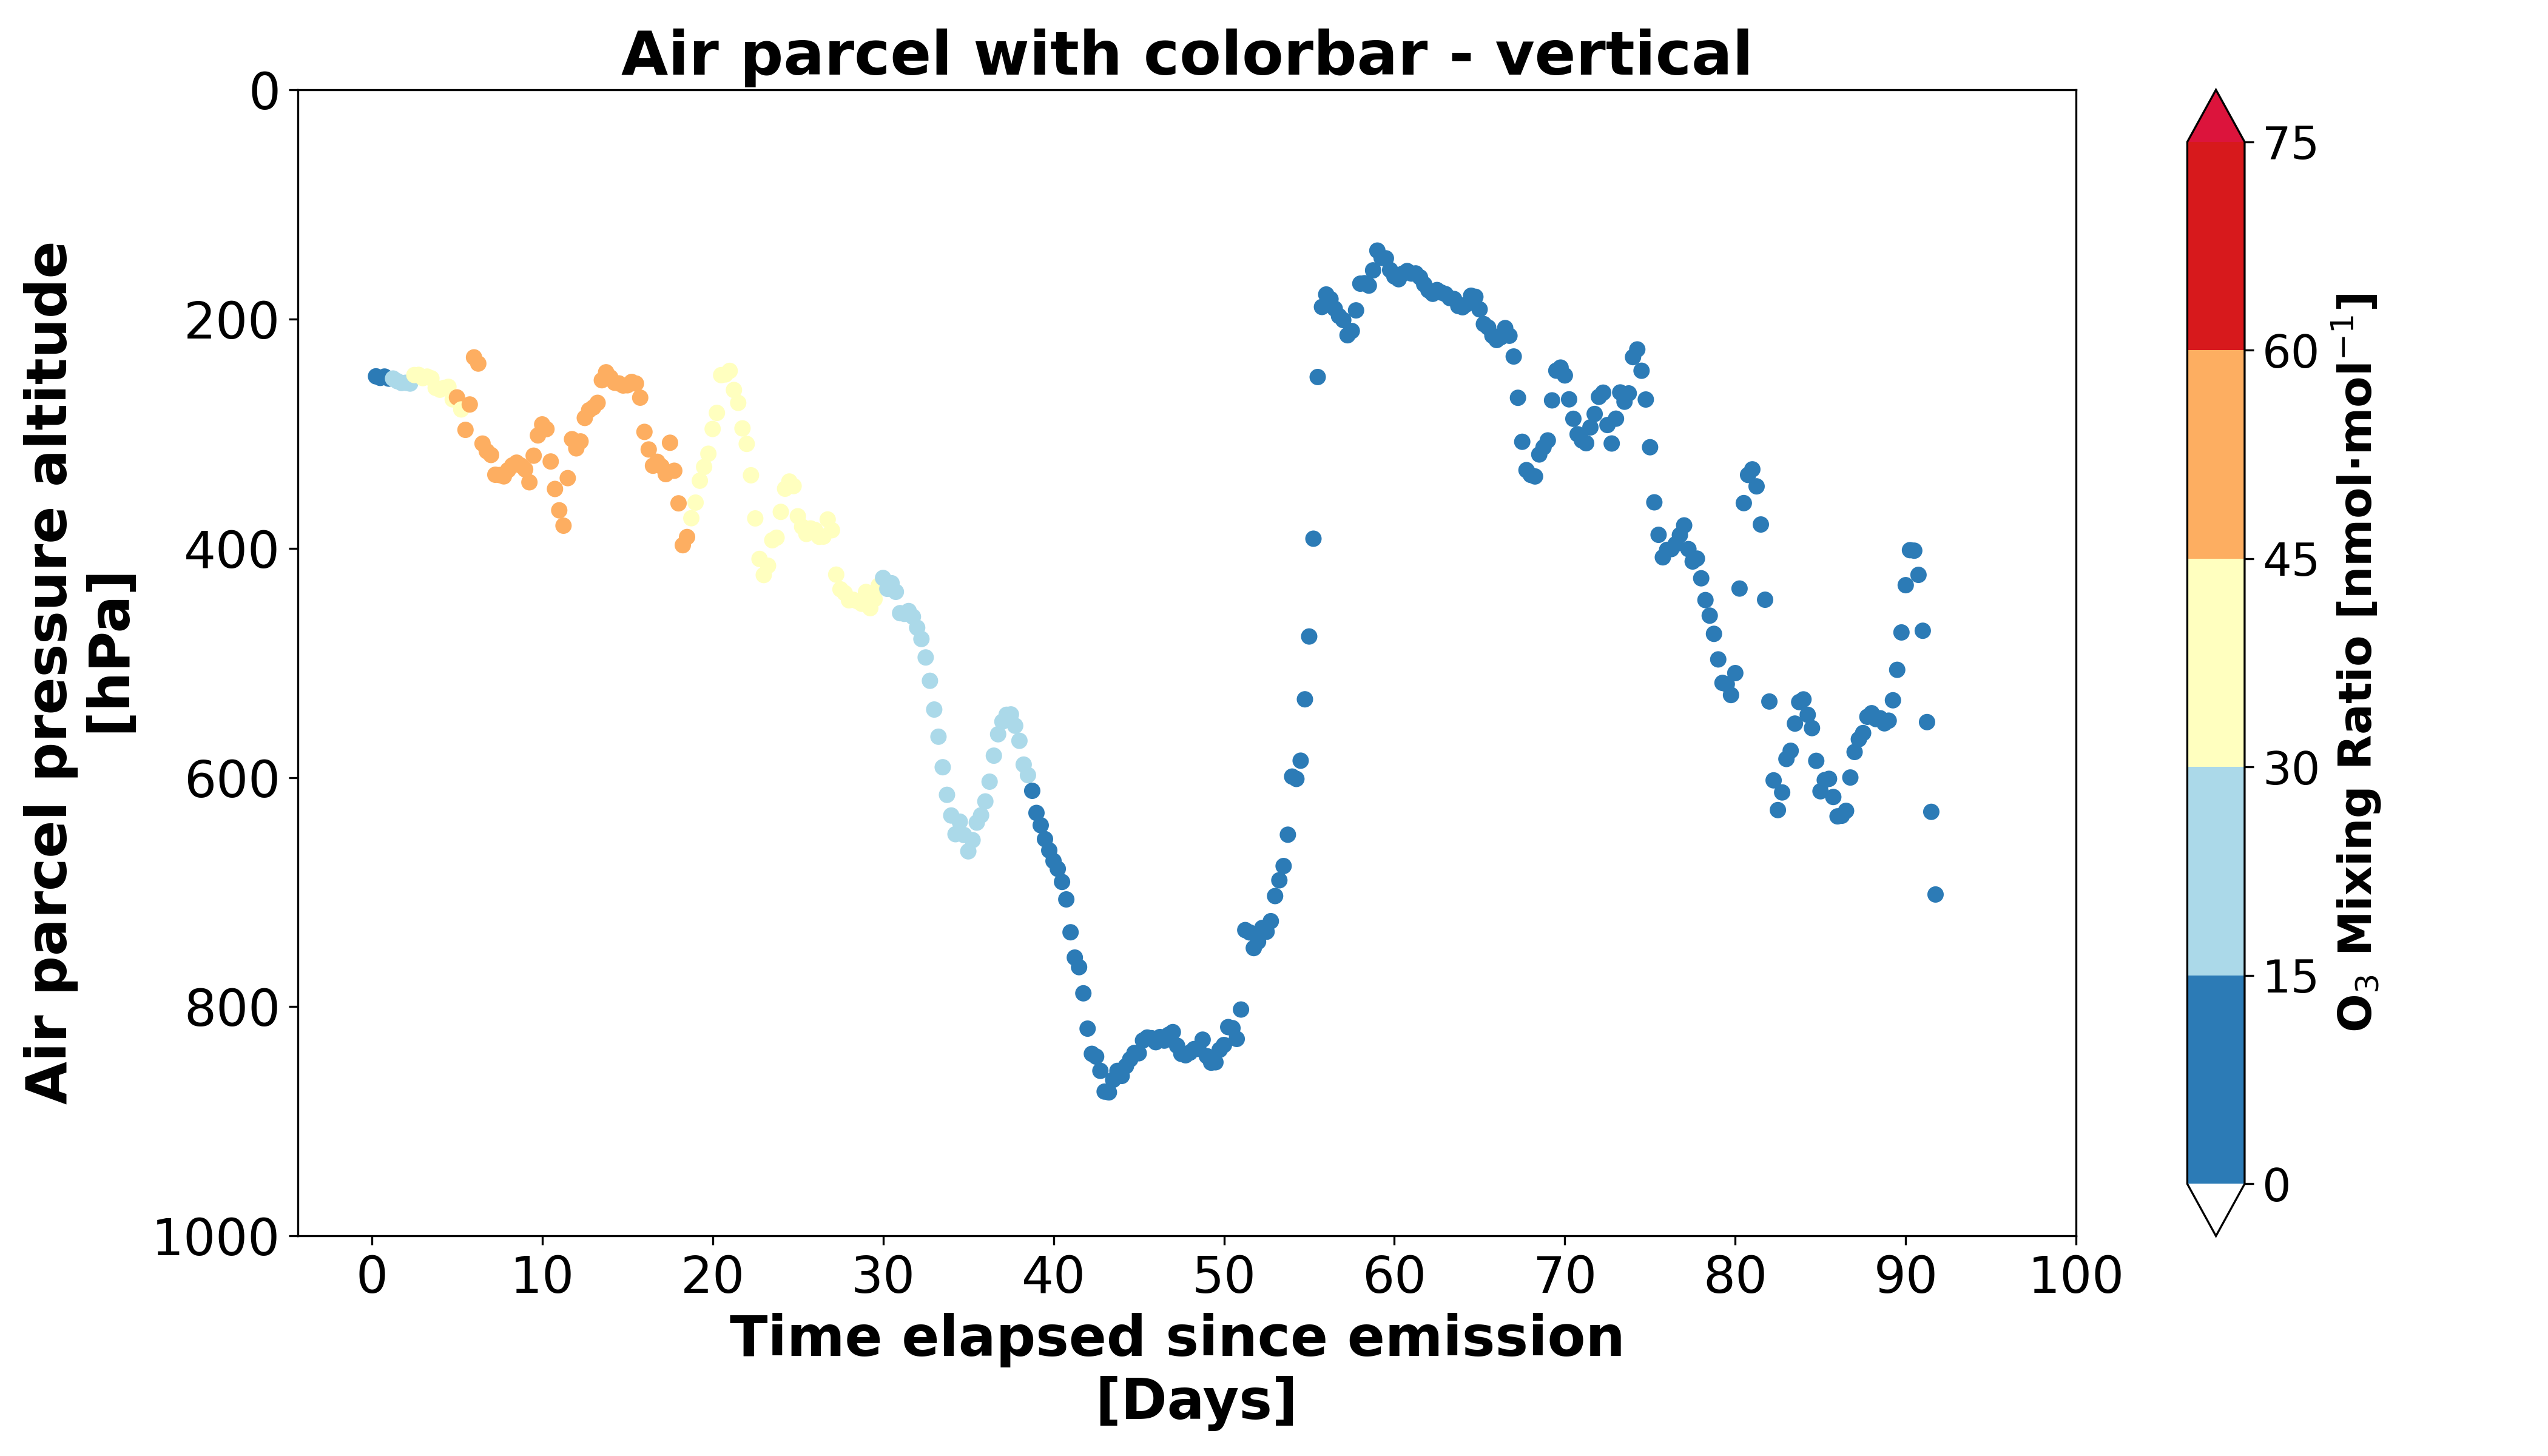 Air parcel with colorbar - vertical
Air parcel pressure altitude
[hPa]
0
200
400
600
800
1000
0 10 20 30 40 50 60 70 80 90 100
Time elapsed since emission
[Days]
75
60
45
30
15
0
O₃ Mixing Ratio [nmol·mol⁻¹]